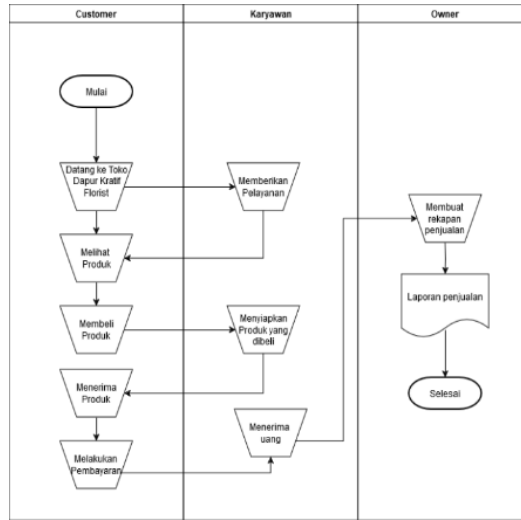 Customer
Karyawan
Owner
Mulai
Datang ke Toko
Dapur Kratif
Florist
Memberikan
Pelayanan
Membuat
rekapan
penjualan
Melihat
Produk
Laporan penjualan
Membeli
Produk
Menyiapkan
Produk yang
dibeli
Menerima
Produk
Selesai
Menerima
uang
Melakukan
Pembayaran